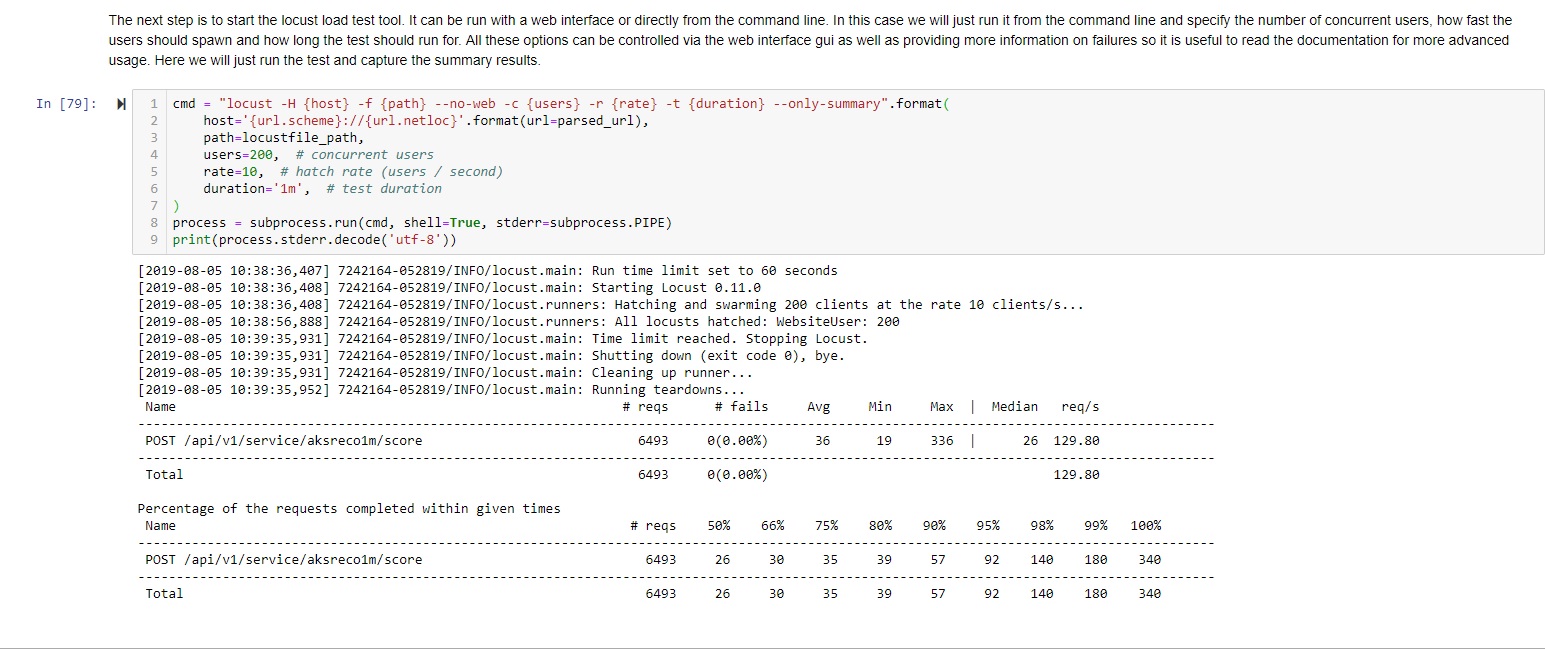 The next step is to start the locust load test tool. It can be run with a web interface or directly from the command line. In this case we will just run it from the command line and specify the number of concurrent users, how fast the
users should spawn and how long the test should run for. All these options can be controlled via the web interface gui as well as providing more information on failures so it is useful to read the documentation for more advanced
usage. Here we will just run the test and capture the summary results.
In [79]:
1 cmd = "locust -H {host} -f {path} --no-web -c {users} -r {rate} -t {duration} --only-summary".format(
2     host='{url.scheme}://{url.netloc}'.format(url=parsed_url),
3     path=locustfile_path,
4     users=200,  # concurrent users
5     rate=10,  # hatch rate (users / second)
6     duration='1m',  # test duration
7 )
8 process = subprocess.run(cmd, shell=True, stderr=subprocess.PIPE)
9 print(process.stderr.decode('utf-8'))
[2019-08-05 10:38:36,407] 7242164-052819/INFO/locust.main: Run time limit set to 60 seconds
[2019-08-05 10:38:36,408] 7242164-052819/INFO/locust.main: Starting Locust 0.11.0
[2019-08-05 10:38:36,408] 7242164-052819/INFO/locust.runners: Hatching and swarming 200 clients at the rate 10 clients/s...
[2019-08-05 10:38:56,888] 7242164-052819/INFO/locust.runners: All locusts hatched: WebsiteUser: 200
[2019-08-05 10:39:35,931] 7242164-052819/INFO/locust.main: Time limit reached. Stopping Locust.
[2019-08-05 10:39:35,931] 7242164-052819/INFO/locust.main: Shutting down (exit code 0), bye.
[2019-08-05 10:39:35,931] 7242164-052819/INFO/locust.main: Cleaning up runner...
[2019-08-05 10:39:35,952] 7242164-052819/INFO/locust.main: Running teardowns...
Name # reqs # fails Avg Min Max | Median req/s
POST /api/v1/service/aksreco1m/score 6493 0(0.00%) 36 19 336 | 26 129.80
Total 6493 0(0.00%) 129.80
Percentage of the requests completed within given times
Name # reqs 50% 66% 75% 80% 90% 95% 98% 99% 100%
POST /api/v1/service/aksreco1m/score 6493 26 30 35 39 57 92 140 180 340
Total 6493 26 30 35 39 57 92 140 180 340